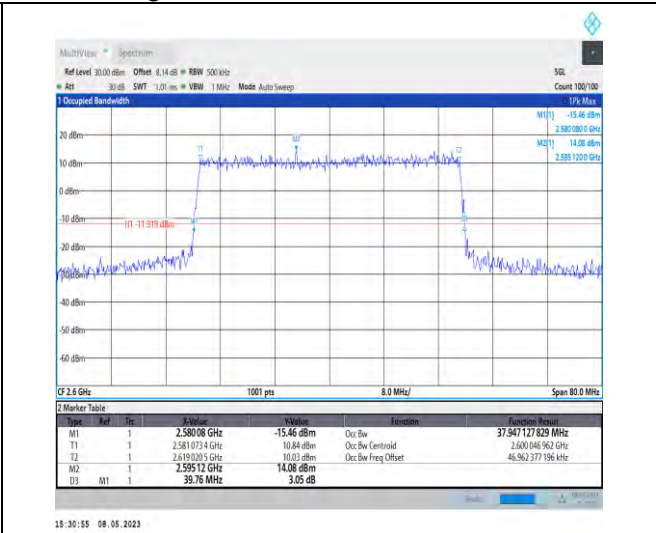 MultiView Spectrum
Ref Level 30.00 dBm Offset 8.14 dB RBW 500 kHz SGL
Att 30 dB SWT 1.01 ms VBW 1 MHz Mode Auto Sweep Count 100/100
1 Occupied Bandwidth 1Pk Max
M1[1] -15.46 dBm
2.580 080 0 GHz
M2[1] 14.08 dBm
2.595 120 0 GHz
20 dBm
T1 M2 T2
10 dBm
0 dBm
-10 dBm
H1 -11.919 dBm M1
-20 dBm
-30 dBm
-40 dBm
-50 dBm
-60 dBm
CF 2.6 GHz 1001 pts 8.0 MHz/ Span 80.0 MHz
2 Marker Table
Type Ref Trc X-Value Y-Value Function Function Result
M1 1 2.58008 GHz -15.46 dBm Occ Bw 37.947 127 829 MHz
T1 1 2.581 073 4 GHz 10.84 dBm Occ Bw Centroid 2.600 046 962 GHz
T2 1 2.619 020 5 GHz 10.03 dBm Occ Bw Freq Offset 46.962 377 196 kHz
M2 1 2.595 12 GHz 14.08 dBm
D3 M1 1 39.76 MHz 3.05 dB
15:30:55 08.05.2023